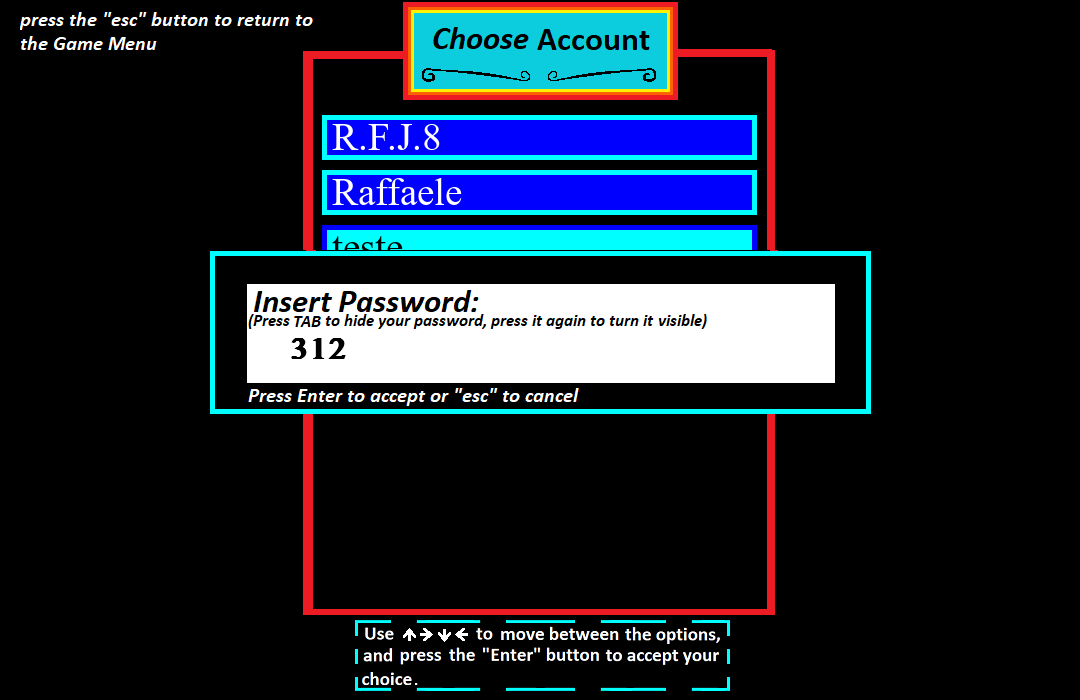 press the "esc" button to return to
the Game Menu
Choose Account
R.F.J.8
Raffaele
teste
Insert Password:
(Press TAB to hide your password, press it again to turn it visible)
312
Press Enter to accept or "esc" to cancel
Use ↑→↓← to move between the options,
and press the "Enter" button to accept your
choice.